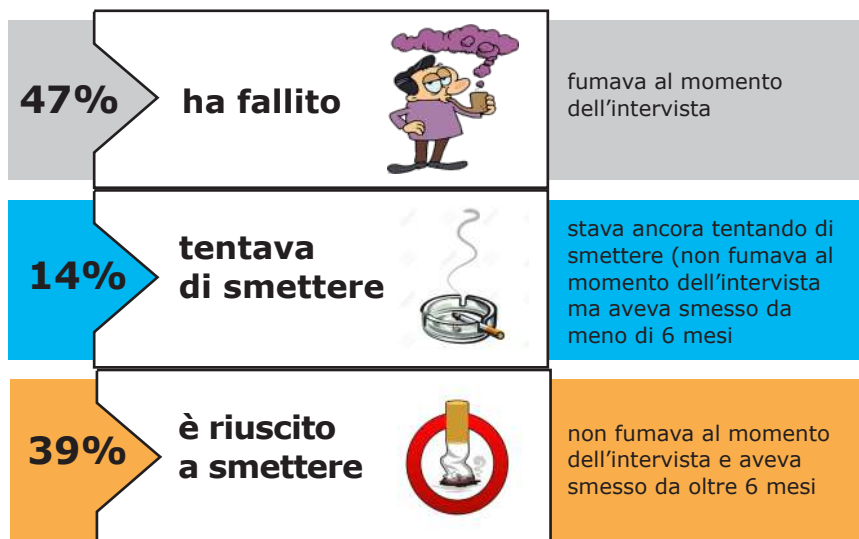 47%
ha fallito
fumava al momento
dell'intervista
14%
tentava
di smettere
stava ancora tentando di
smettere (non fumava al
momento dell'intervista
ma aveva smesso da
meno di 6 mesi
39%
è riuscito
a smettere
non fumava al momento
dell'intervista e aveva
smesso da oltre 6 mesi